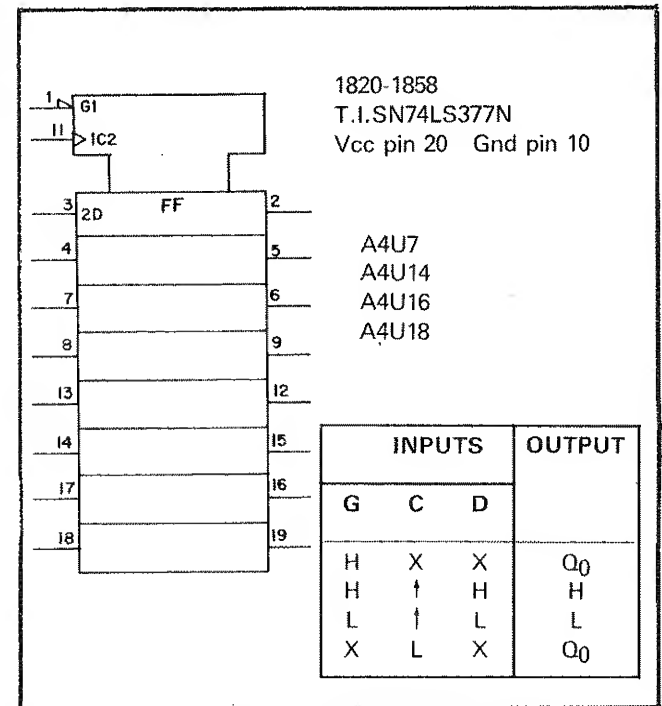 1820-1858
T.I.SN74LS377N
Vcc pin 20 Gnd pin 10
1 G1
11 1C2
3 2D FF 2
4 5
7 6
8 9
13 12
14 15
17 16
18 19
A4U7
A4U14
A4U16
A4U18
INPUTS OUTPUT
G C D
H X X Q0
H ↑ H H
L ↑ L L
X L X Q0